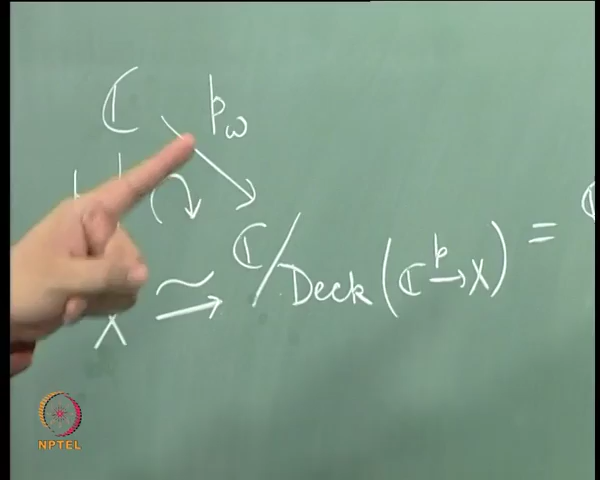 ℂ p_ω
ℂ/Deck(ℂ →^p X) =
X ⥲
NPTEL